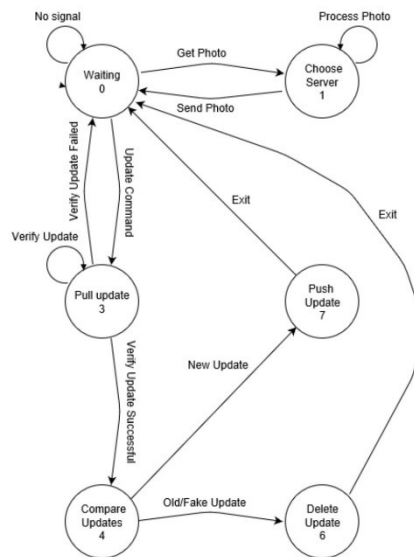 No signal
Process Photo
Get Photo
Waiting
0
Choose
Server
1
Send Photo
Verify Update Failed
Update Command
Exit
Exit
Verify Update
Pull update
3
Push
Update
7
Verify Update Successful
New Update
Old/Fake Update
Compare
Updates
4
Delete
Update
6